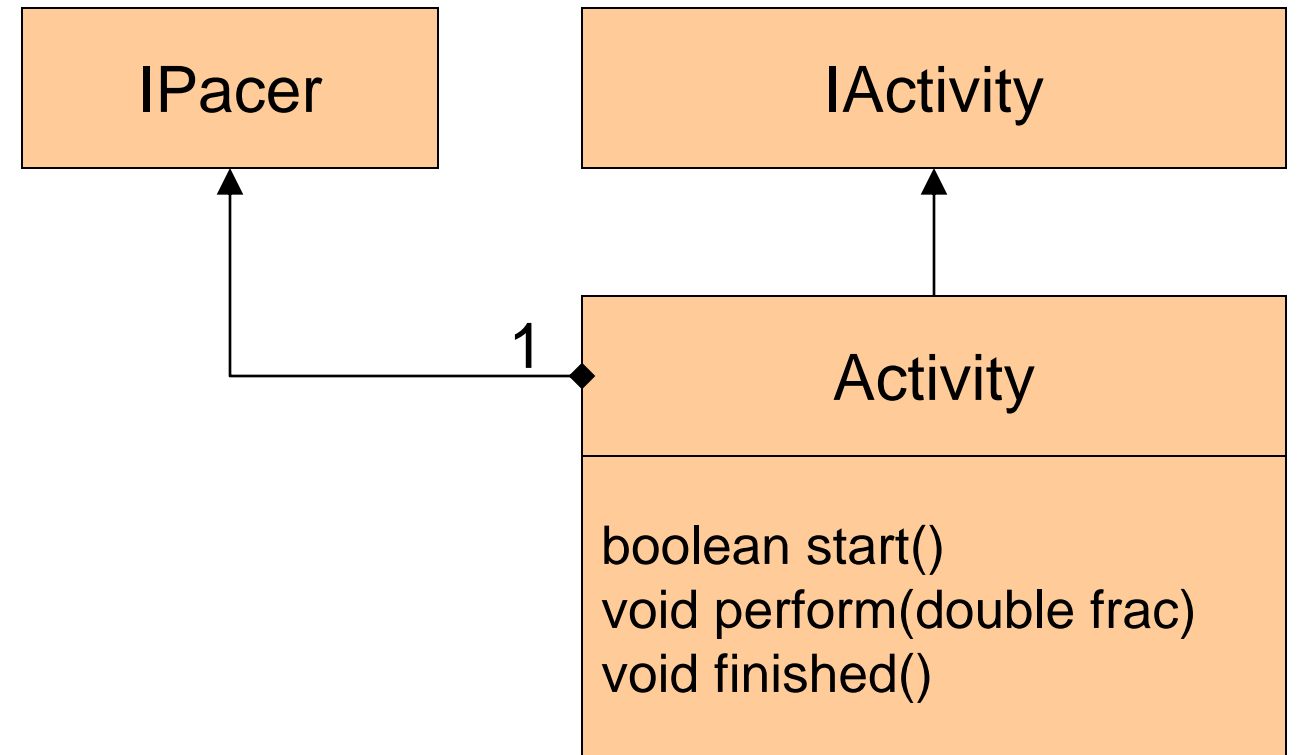 IPacer
IActivity
1
Activity
boolean start()
void perform(double frac)
void finished()